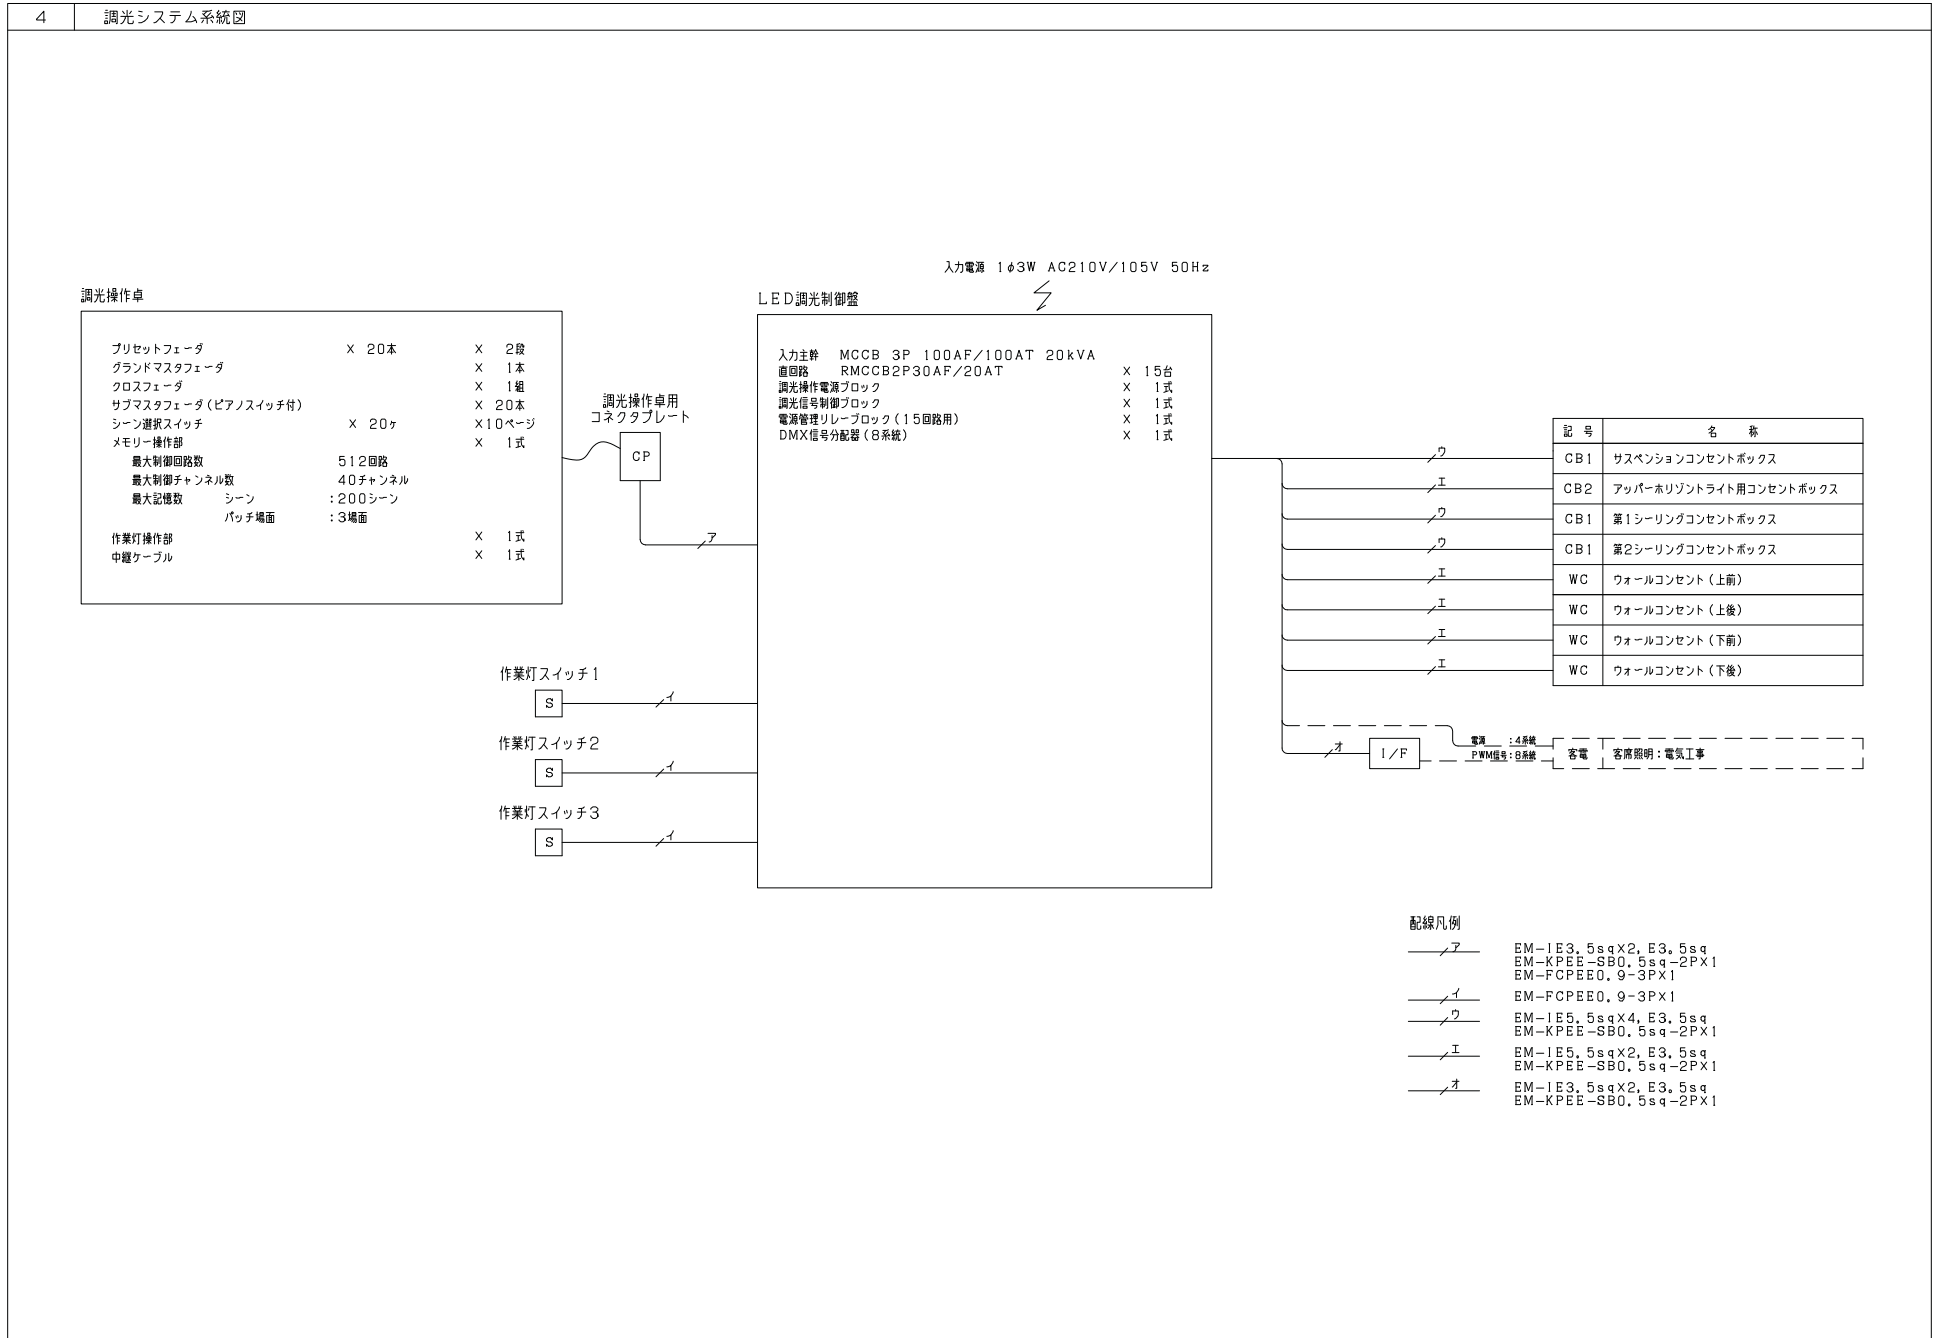 4 調光システム系統図
入力電源 1φ3W AC210V/105V 50Hz
調光操作卓
プリセットフェーダ × 20本 × 2段
グランドマスタフェーダ × 1本
クロスフェーダ × 1組
サブマスタフェーダ(ピアノスイッチ付) × 20本
シーン選択スイッチ × 20ヶ ×10ページ
メモリー操作部 × 1式
最大制御回路数 512回路
最大制御チャンネル数 40チャンネル
最大記憶数 シーン :200シーン
パッチ場面 :3場面
作業灯操作部 × 1式
中継ケーブル × 1式
調光操作卓用
コネクタプレート
CP
ア
LED調光制御盤
入力主幹 MCCB 3P 100AF/100AT 20kVA
直回路 RMCCB2P30AF/20AT × 15台
調光操作電源ブロック × 1式
調光信号制御ブロック × 1式
電源管理リレーブロック(15回路用) × 1式
DMX信号分配器(8系統) × 1式
作業灯スイッチ1
S イ
作業灯スイッチ2
S イ
作業灯スイッチ3
S イ
記号 名称
ウ CB1 サスペンションコンセントボックス
エ CB2 アッパーホリゾントライト用コンセントボックス
ウ CB1 第1シーリングコンセントボックス
ウ CB1 第2シーリングコンセントボックス
エ WC ウォールコンセント(上前)
エ WC ウォールコンセント(上後)
エ WC ウォールコンセント(下前)
エ WC ウォールコンセント(下後)
電源 :4系統
オ I/F PWM信号:8系統 客電 客席照明:電気工事
配線凡例
ア EM-IE3.5sq×2, E3.5sq
EM-KPEE-SB0.5sq-2P×1
EM-FCPEE0.9-3P×1
イ EM-FCPEE0.9-3P×1
ウ EM-IE5.5sq×4, E3.5sq
EM-KPEE-SB0.5sq-2P×1
エ EM-IE5.5sq×2, E3.5sq
EM-KPEE-SB0.5sq-2P×1
オ EM-IE3.5sq×2, E3.5sq
EM-KPEE-SB0.5sq-2P×1